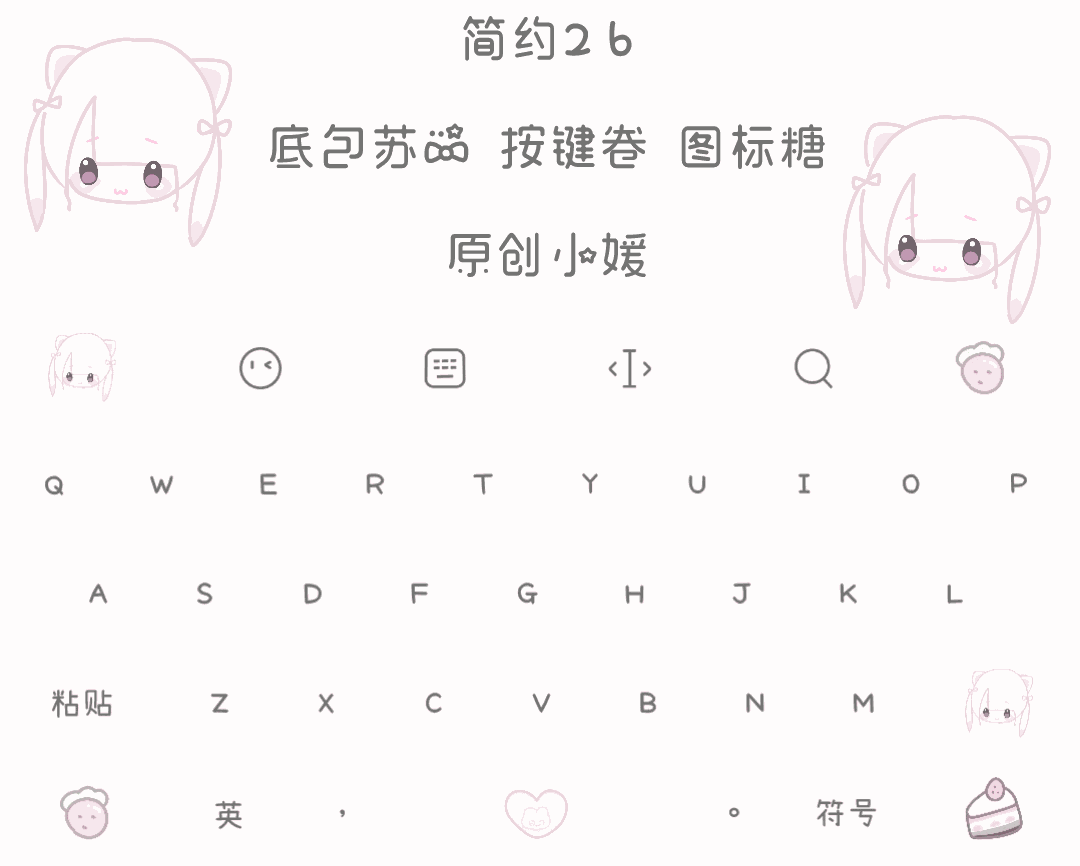 简约26
底包苏 按键卷 图标糖
原创小媛
Q W E R T Y U I O P
A S D F G H J K L
粘贴 Z X C V B N M
英 ， 。 符号